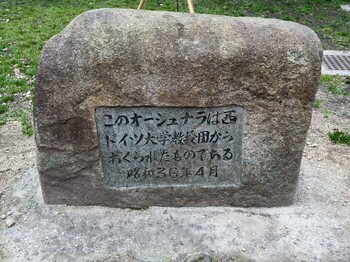 このオーシュナラは西
ドイツ大学教授団から
おくられたものである
昭和36年4月